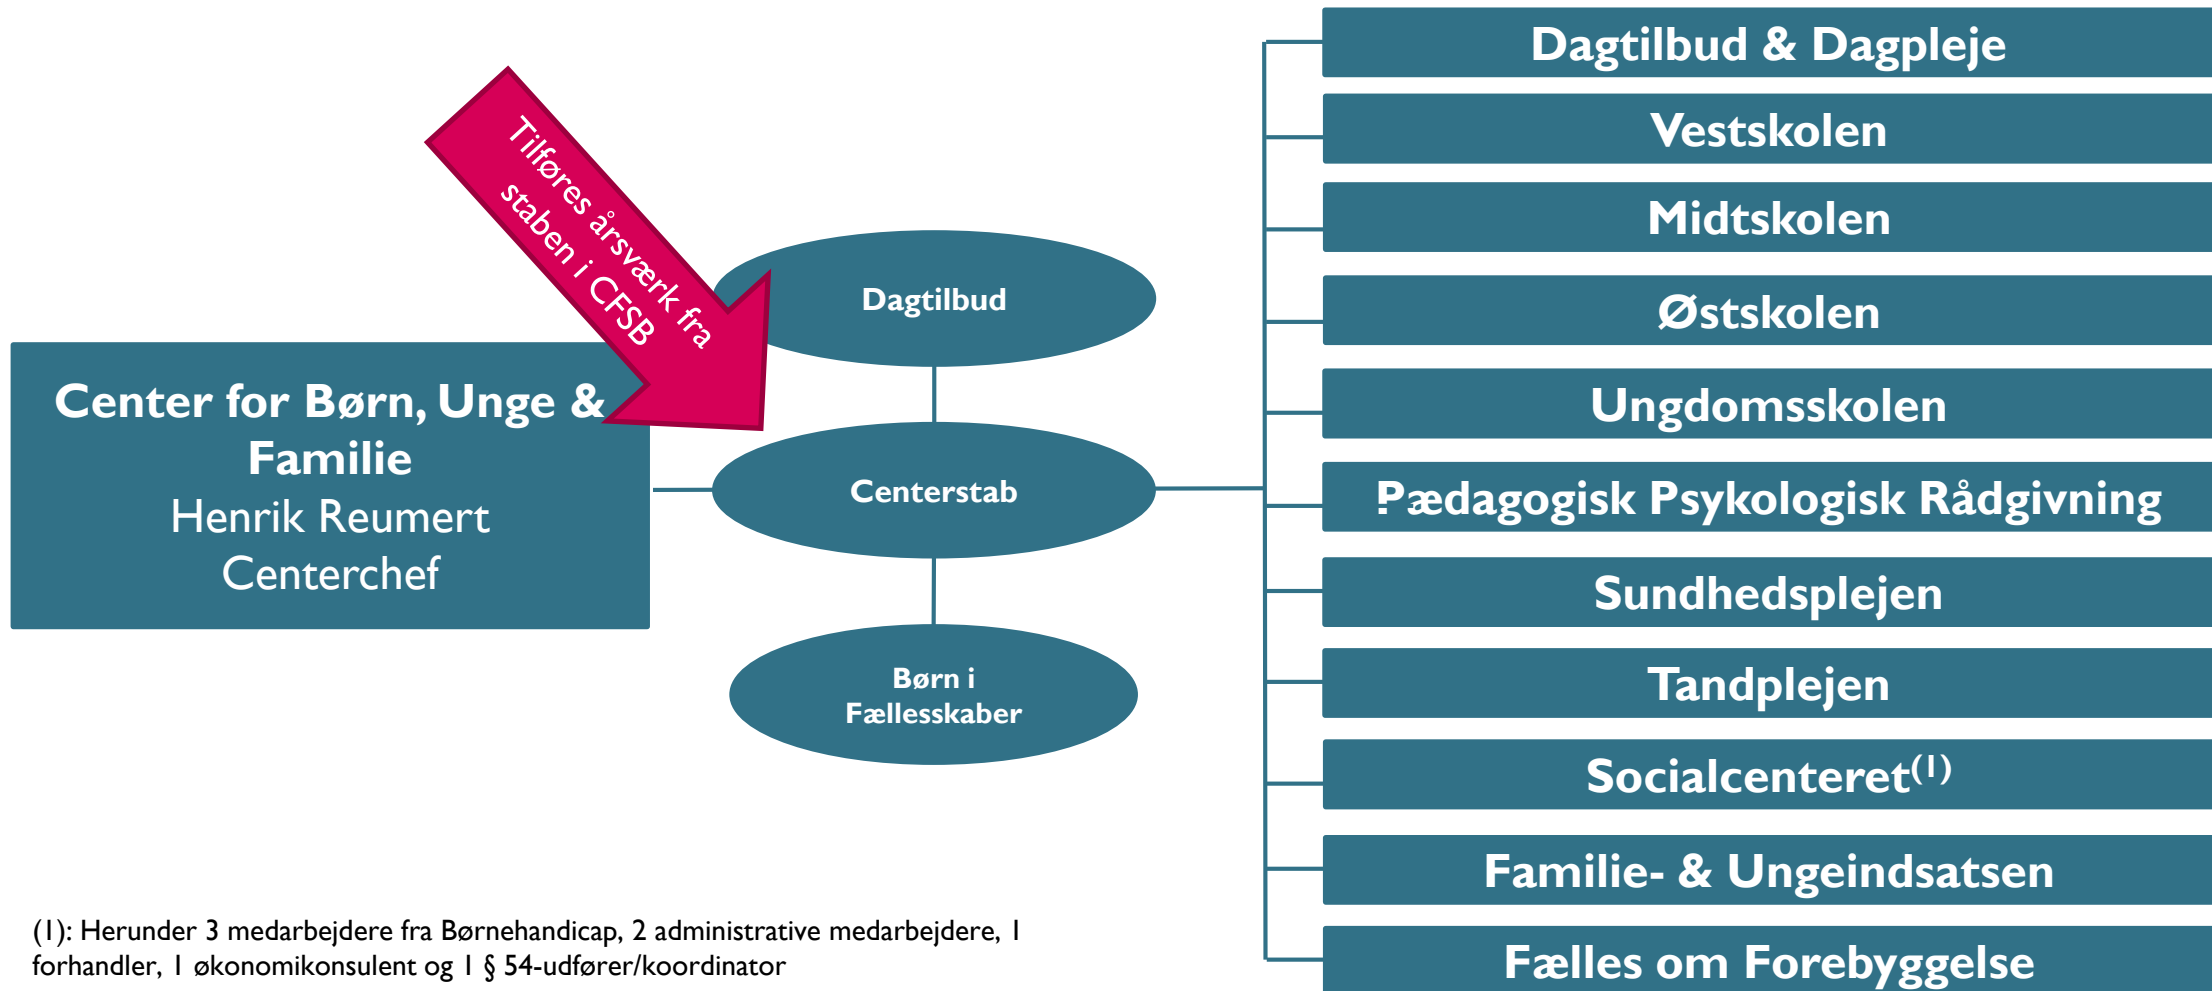 Tilføres årsværk fra
staben i CFSB
Center for Børn, Unge &
Familie
Henrik Reumert
Centerchef
Dagtilbud
Centerstab
Børn i
Fællesskaber
Dagtilbud & Dagpleje
Vestskolen
Midtskolen
Østskolen
Ungdomsskolen
Pædagogisk Psykologisk Rådgivning
Sundhedsplejen
Tandplejen
Socialcenteret(1)
Familie- & Ungeindsatsen
Fælles om Forebyggelse
(1): Herunder 3 medarbejdere fra Børnehandicap, 2 administrative medarbejdere, 1
forhandler, 1 økonomikonsulent og 1 § 54-udfører/koordinator